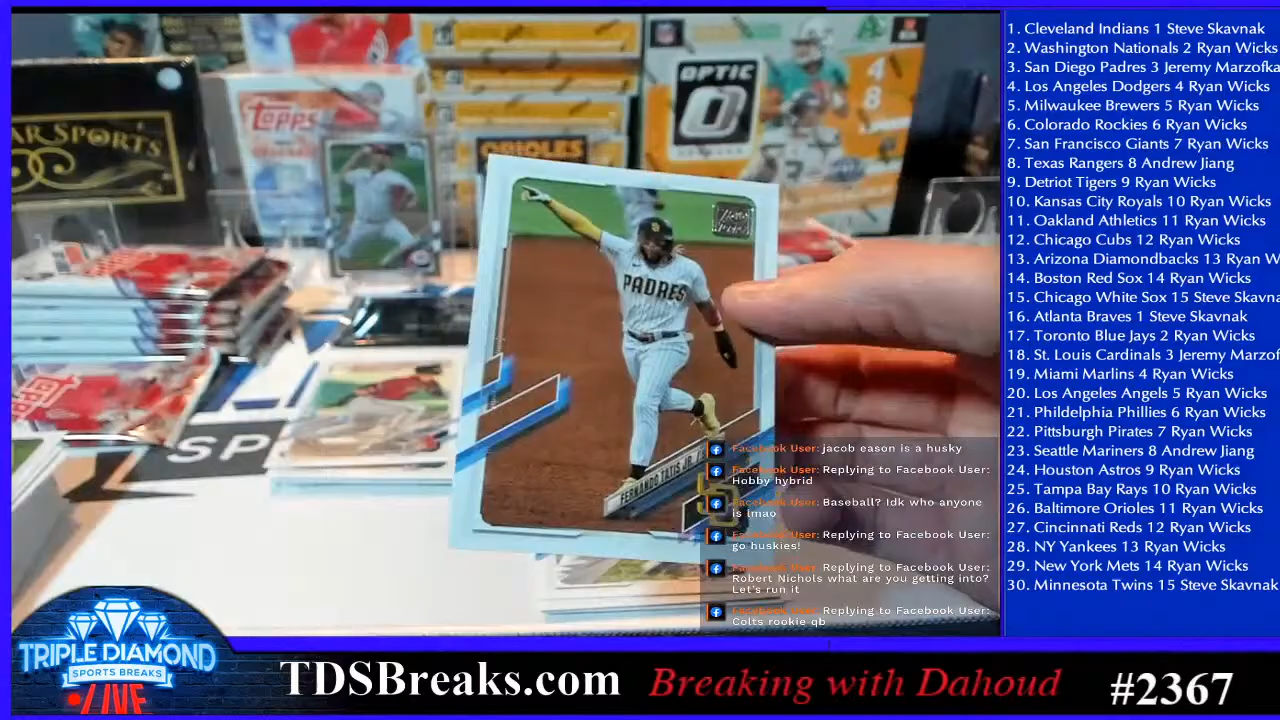 AR SPORTS
Topps
ORIOLES
OPTIC
4
8
PADRES
FERNANDO TATIS JR.
SP
Facebook User: jacob eason is a husky
Facebook User: Replying to Facebook User:
Hobby hybrid
Facebook User: Baseball? Idk who anyone
is lmao
Facebook User: Replying to Facebook User:
go huskies!
Facebook User: Replying to Facebook User:
Robert Nichols what are you getting into?
Let's run it
Facebook User: Replying to Facebook User:
Colts rookie qb
1. Cleveland Indians 1 Steve Skavnak
2. Washington Nationals 2 Ryan Wicks
3. San Diego Padres 3 Jeremy Marzofka
4. Los Angeles Dodgers 4 Ryan Wicks
5. Milwaukee Brewers 5 Ryan Wicks
6. Colorado Rockies 6 Ryan Wicks
7. San Francisco Giants 7 Ryan Wicks
8. Texas Rangers 8 Andrew Jiang
9. Detriot Tigers 9 Ryan Wicks
10. Kansas City Royals 10 Ryan Wicks
11. Oakland Athletics 11 Ryan Wicks
12. Chicago Cubs 12 Ryan Wicks
13. Arizona Diamondbacks 13 Ryan W
14. Boston Red Sox 14 Ryan Wicks
15. Chicago White Sox 15 Steve Skavna
16. Atlanta Braves 1 Steve Skavnak
17. Toronto Blue Jays 2 Ryan Wicks
18. St. Louis Cardinals 3 Jeremy Marzof
19. Miami Marlins 4 Ryan Wicks
20. Los Angeles Angels 5 Ryan Wicks
21. Phildelphia Phillies 6 Ryan Wicks
22. Pittsburgh Pirates 7 Ryan Wicks
23. Seattle Mariners 8 Andrew Jiang
24. Houston Astros 9 Ryan Wicks
25. Tampa Bay Rays 10 Ryan Wicks
26. Baltimore Orioles 11 Ryan Wicks
27. Cincinnati Reds 12 Ryan Wicks
28. NY Yankees 13 Ryan Wicks
29. New York Mets 14 Ryan Wicks
30. Minnesota Twins 15 Steve Skavnak
TRIPLE DIAMOND
SPORTS BREAKS
LIVE
TDSBreaks.com
Breaking with Dahoud
#2367